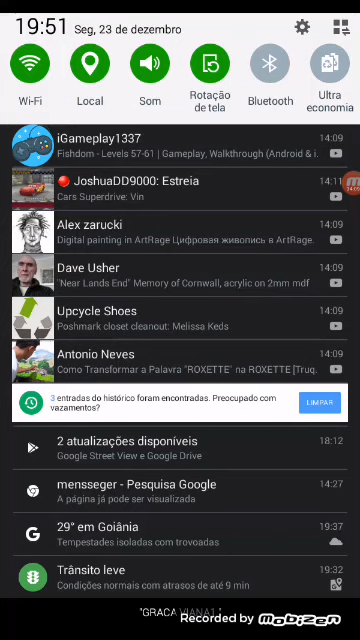 19:51 Seg, 23 de dezembro
Wi-Fi
Local
Som
Rotação de tela
Bluetooth
Ultra economia
iGameplay1337 14:09
Fishdom - Levels 57-61 | Gameplay, Walkthrough (Android & i.
🔴 JoshuaDD9000: Estreia 14:11
Cars Superdrive: Vin
Alex zarucki 14:09
Digital painting in ArtRage Цифровая живопись в ArtRage.
Dave Usher 14:09
"Near Lands End" Memory of Cornwall, acrylic on 2mm mdf
Upcycle Shoes 14:09
Poshmark closet cleanout: Melissa Keds
Antonio Neves 14:09
Como Transformar a Palavra "ROXETTE" na ROXETTE [Truq.
3 entradas do histórico foram encontradas. Preocupado com
vazamentos?
LIMPAR
2 atualizações disponíveis 18:12
Google Street View e Google Drive
mensseger - Pesquisa Google 14:27
A página já pode ser visualizada
29° em Goiânia 19:37
Tempestades isoladas com trovoadas
Trânsito leve 19:32
Condições normais com atrasos de até 9 min
"GRACA VIANA1 "
Recorded by Mobizen